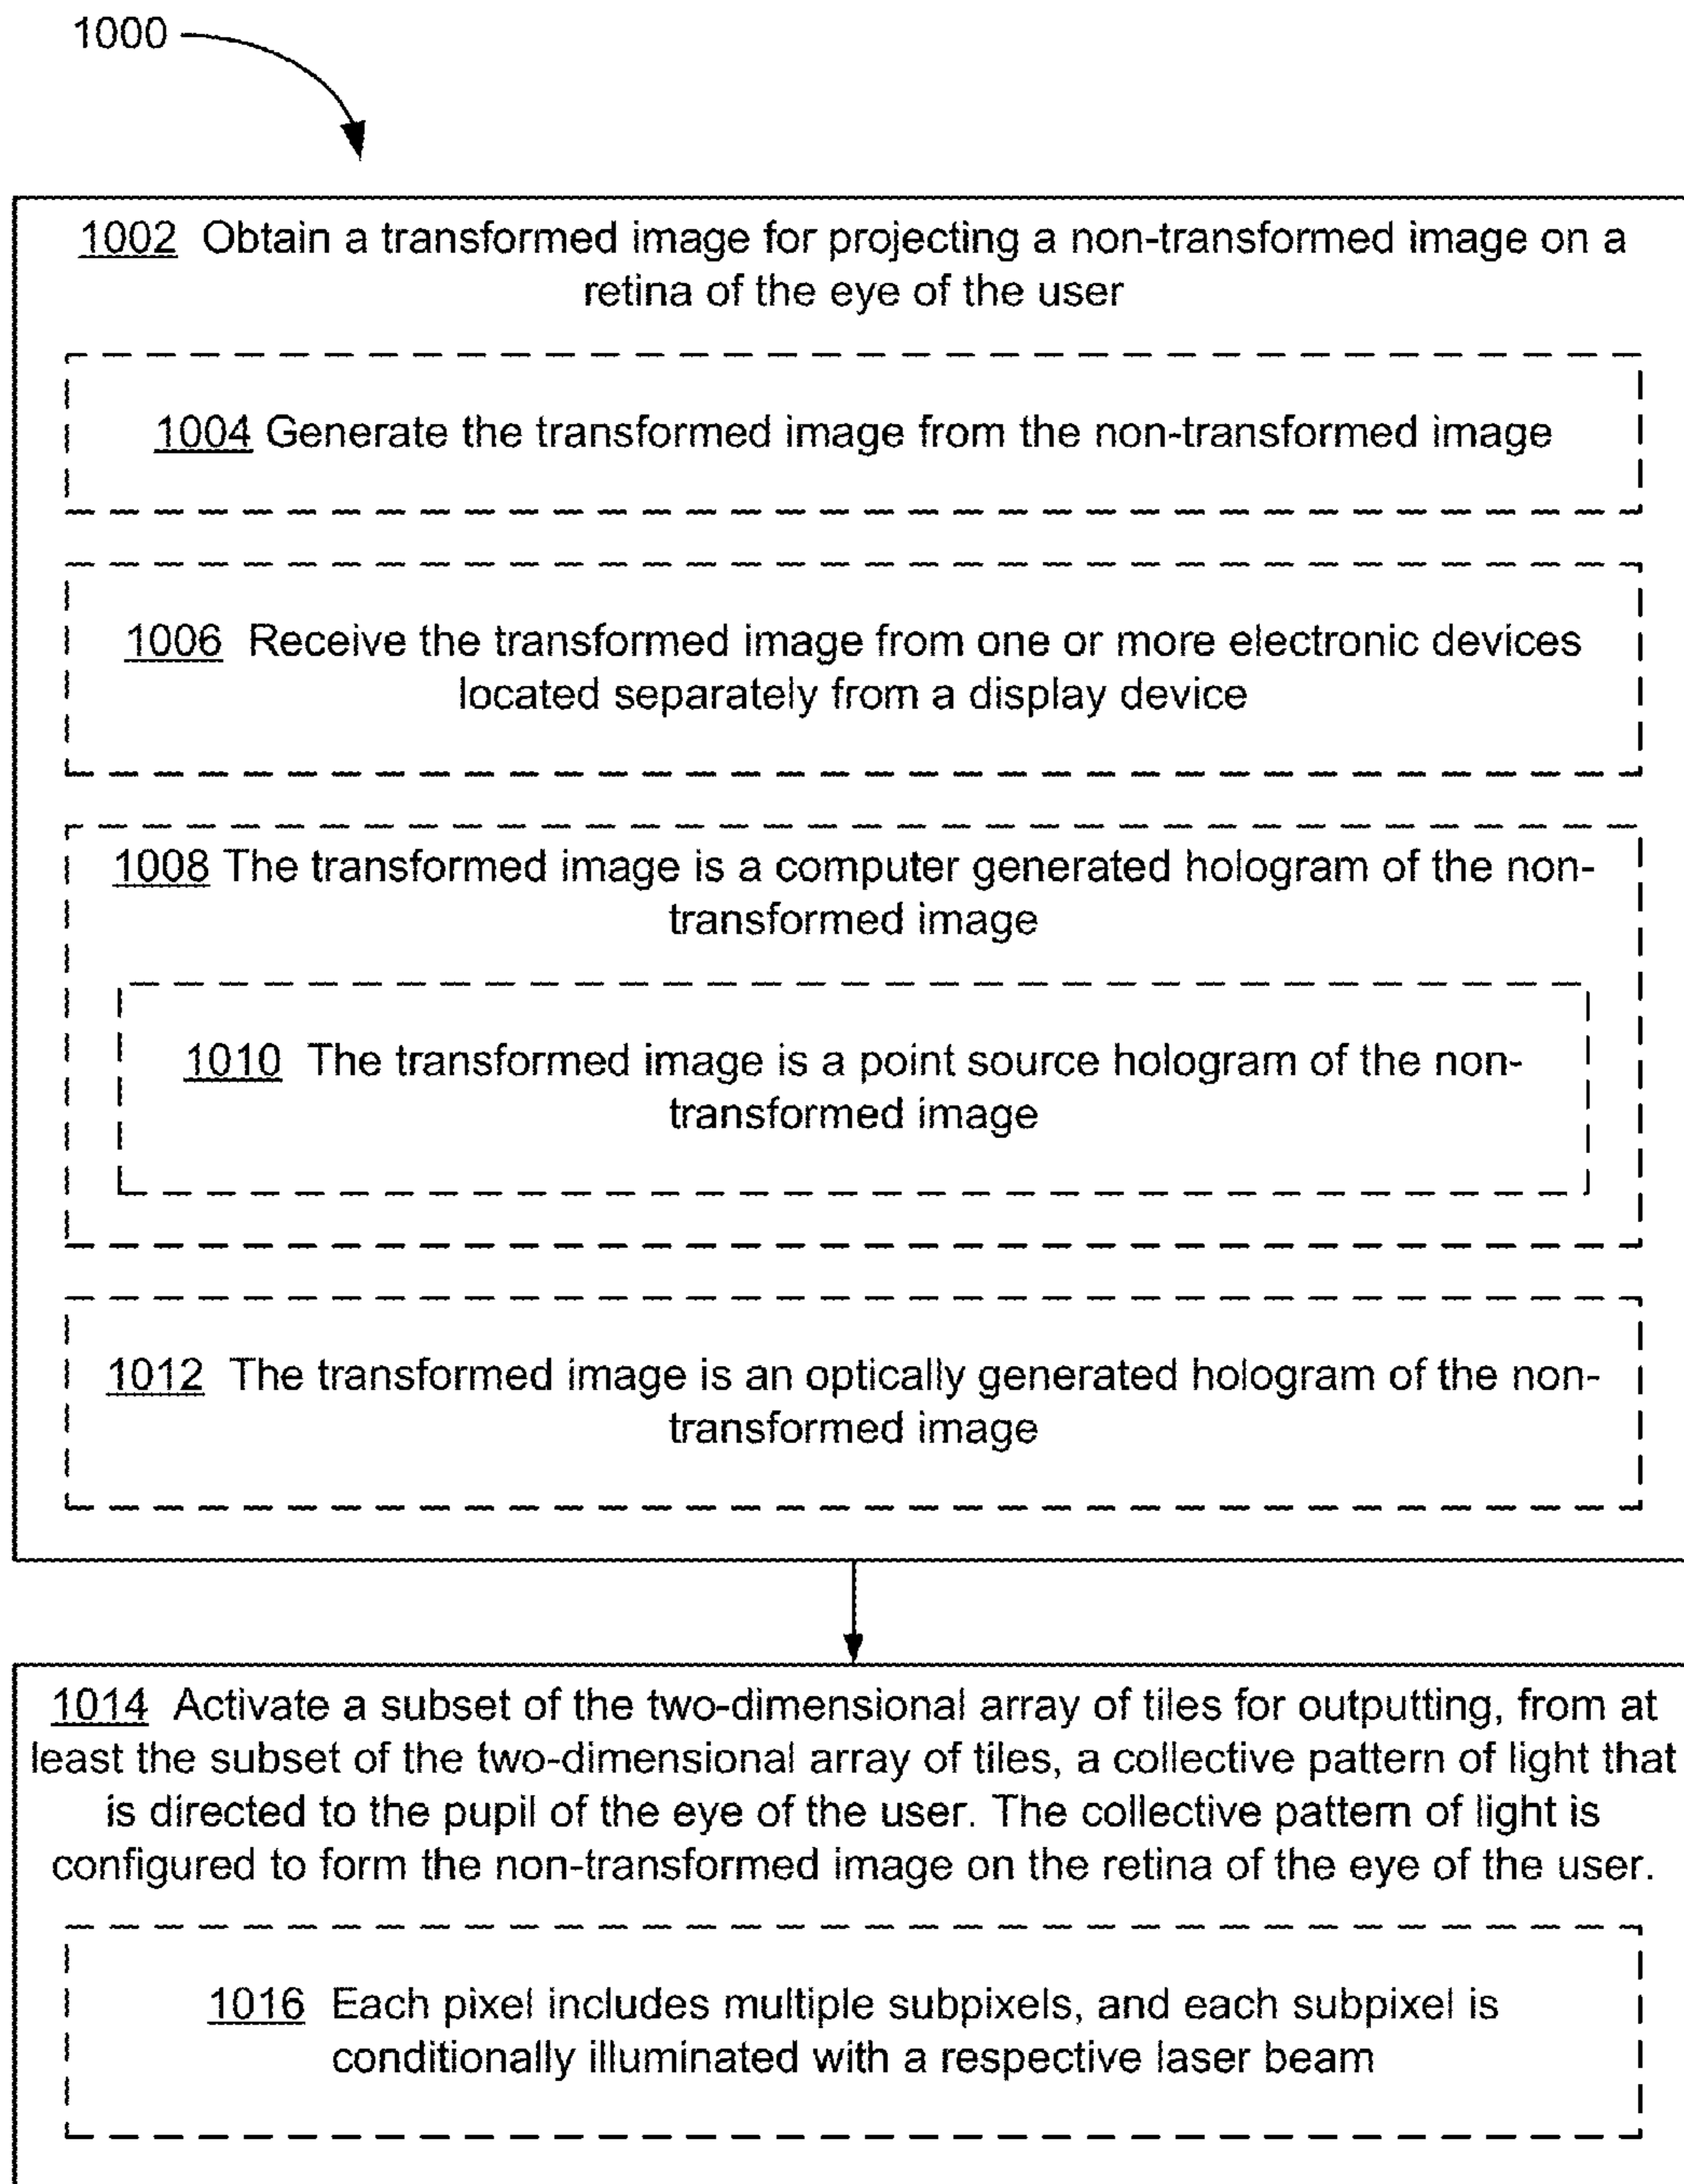 1000
1002 Obtain a transformed image for projecting a non-transformed image on a
retina of the eye of the user
1004 Generate the transformed image from the non-transformed image
1006 Receive the transformed image from one or more electronic devices
located separately from a display device
1008 The transformed image is a computer generated hologram of the non-
transformed image
1010 The transformed image is a point source hologram of the non-
transformed image
1012 The transformed image is an optically generated hologram of the non-
transformed image
1014 Activate a subset of the two-dimensional array of tiles for outputting, from at
least the subset of the two-dimensional array of tiles, a collective pattern of light that
is directed to the pupil of the eye of the user. The collective pattern of light is
configured to form the non-transformed image on the retina of the eye of the user.
1016 Each pixel includes multiple subpixels, and each subpixel is
conditionally illuminated with a respective laser beam